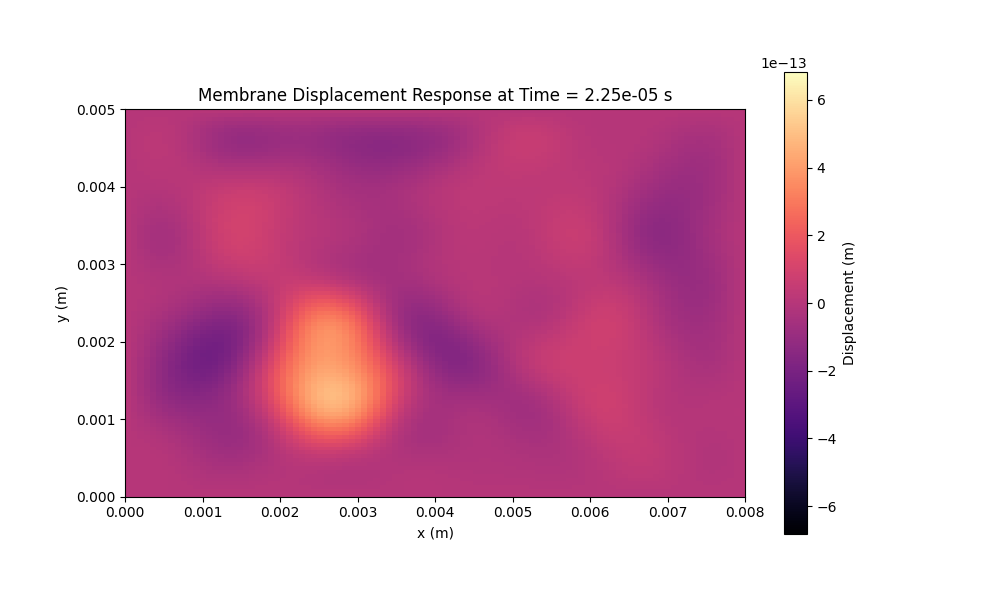 1e−13
Membrane Displacement Response at Time = 2.25e-05 s
0.005
0.004
0.003
0.002
0.001
0.000
y (m)
0.000 0.001 0.002 0.003 0.004 0.005 0.006 0.007 0.008
x (m)
6
4
2
0
−2
−4
−6
Displacement (m)